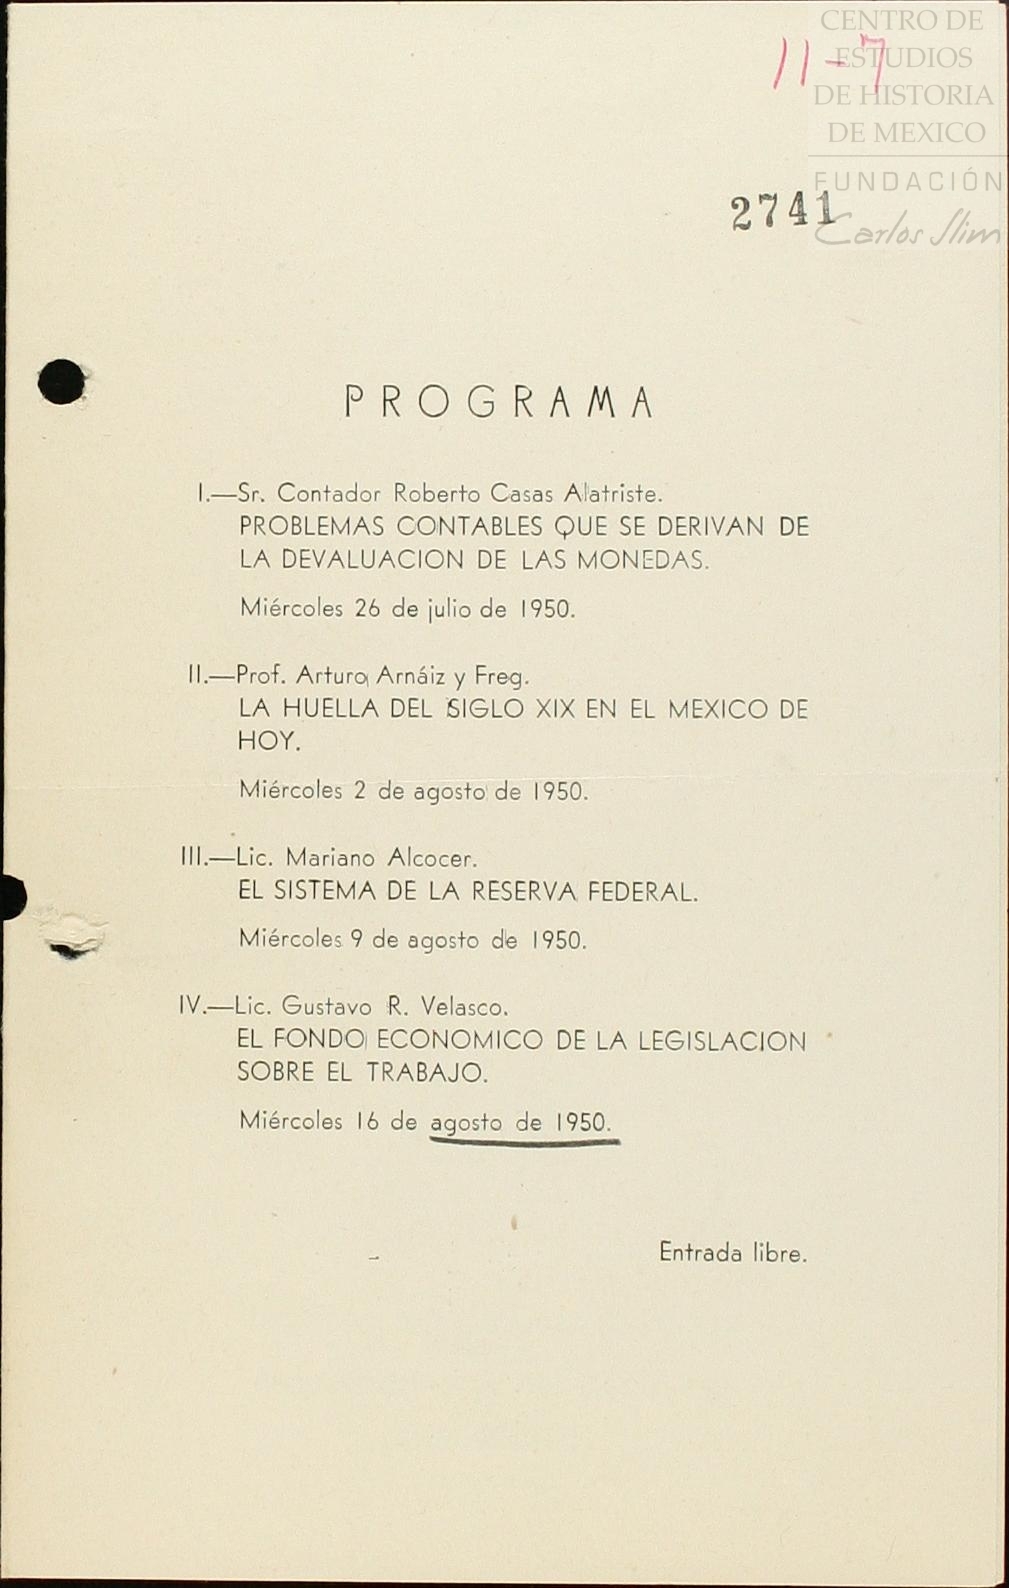 CENTRO DE
ESTUDIOS
DE HISTORIA
DE MEXICO
FUNDACIÓN
Carlos Slim
11-7
2741
PROGRAMA
I.—Sr. Contador Roberto Casas Alatriste.
PROBLEMAS CONTABLES QUE SE DERIVAN DE
LA DEVALUACION DE LAS MONEDAS.
Miércoles 26 de julio de 1950.
II.—Prof. Arturo Arnáiz y Freg.
LA HUELLA DEL SIGLO XIX EN EL MEXICO DE
HOY.
Miércoles 2 de agosto de 1950.
III.—Lic. Mariano Alcocer.
EL SISTEMA DE LA RESERVA FEDERAL.
Miércoles 9 de agosto de 1950.
IV.—Lic. Gustavo R. Velasco.
EL FONDO ECONOMICO DE LA LEGISLACION
SOBRE EL TRABAJO.
Miércoles 16 de agosto de 1950.
Entrada libre.